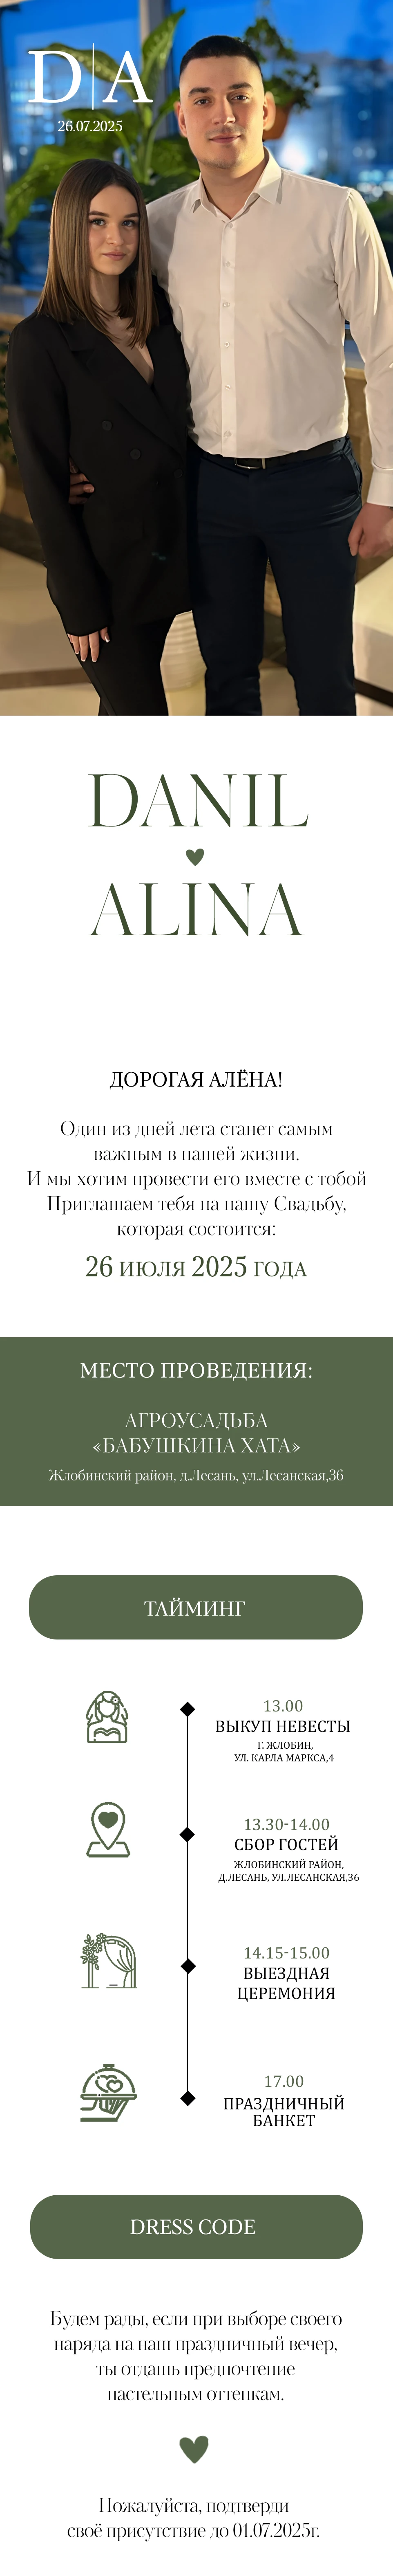 D|A
26.07.2025
DANIL
ALINA
ДОРОГАЯ АЛЁНА!
Один из дней лета станет самым
важным в нашей жизни.
И мы хотим провести его вместе с тобой
Приглашаем тебя на нашу Свадьбу,
которая состоится:
26 ИЮЛЯ 2025 ГОДА
МЕСТО ПРОВЕДЕНИЯ:
АГРОУСАДЬБА
«БАБУШКИНА ХАТА»
Жлобинский район, д.Лесань, ул.Лесанская,36
ТАЙМИНГ
13.00
ВЫКУП НЕВЕСТЫ
Г. ЖЛОБИН,
УЛ. КАРЛА МАРКСА,4
13.30-14.00
СБОР ГОСТЕЙ
ЖЛОБИНСКИЙ РАЙОН,
Д.ЛЕСАНЬ, УЛ.ЛЕСАНСКАЯ,36
14.15-15.00
ВЫЕЗДНАЯ
ЦЕРЕМОНИЯ
17.00
ПРАЗДНИЧНЫЙ
БАНКЕТ
DRESS CODE
Будем рады, если при выборе своего
наряда на наш праздничный вечер,
ты отдашь предпочтение
пастельным оттенкам.
Пожалуйста, подтверди
своё присутствие до 01.07.2025г.